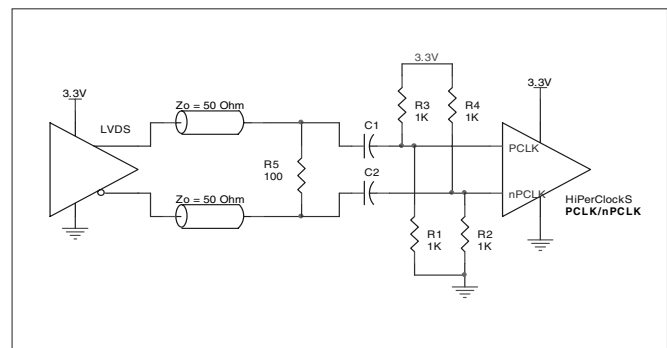 3.3V
LVDS
Zo = 50 Ohm
Zo = 50 Ohm
R5
100
C1
C2
3.3V
R3
1K
R4
1K
R1
1K
R2
1K
3.3V
PCLK
nPCLK
HiPerClockS
PCLK/nPCLK